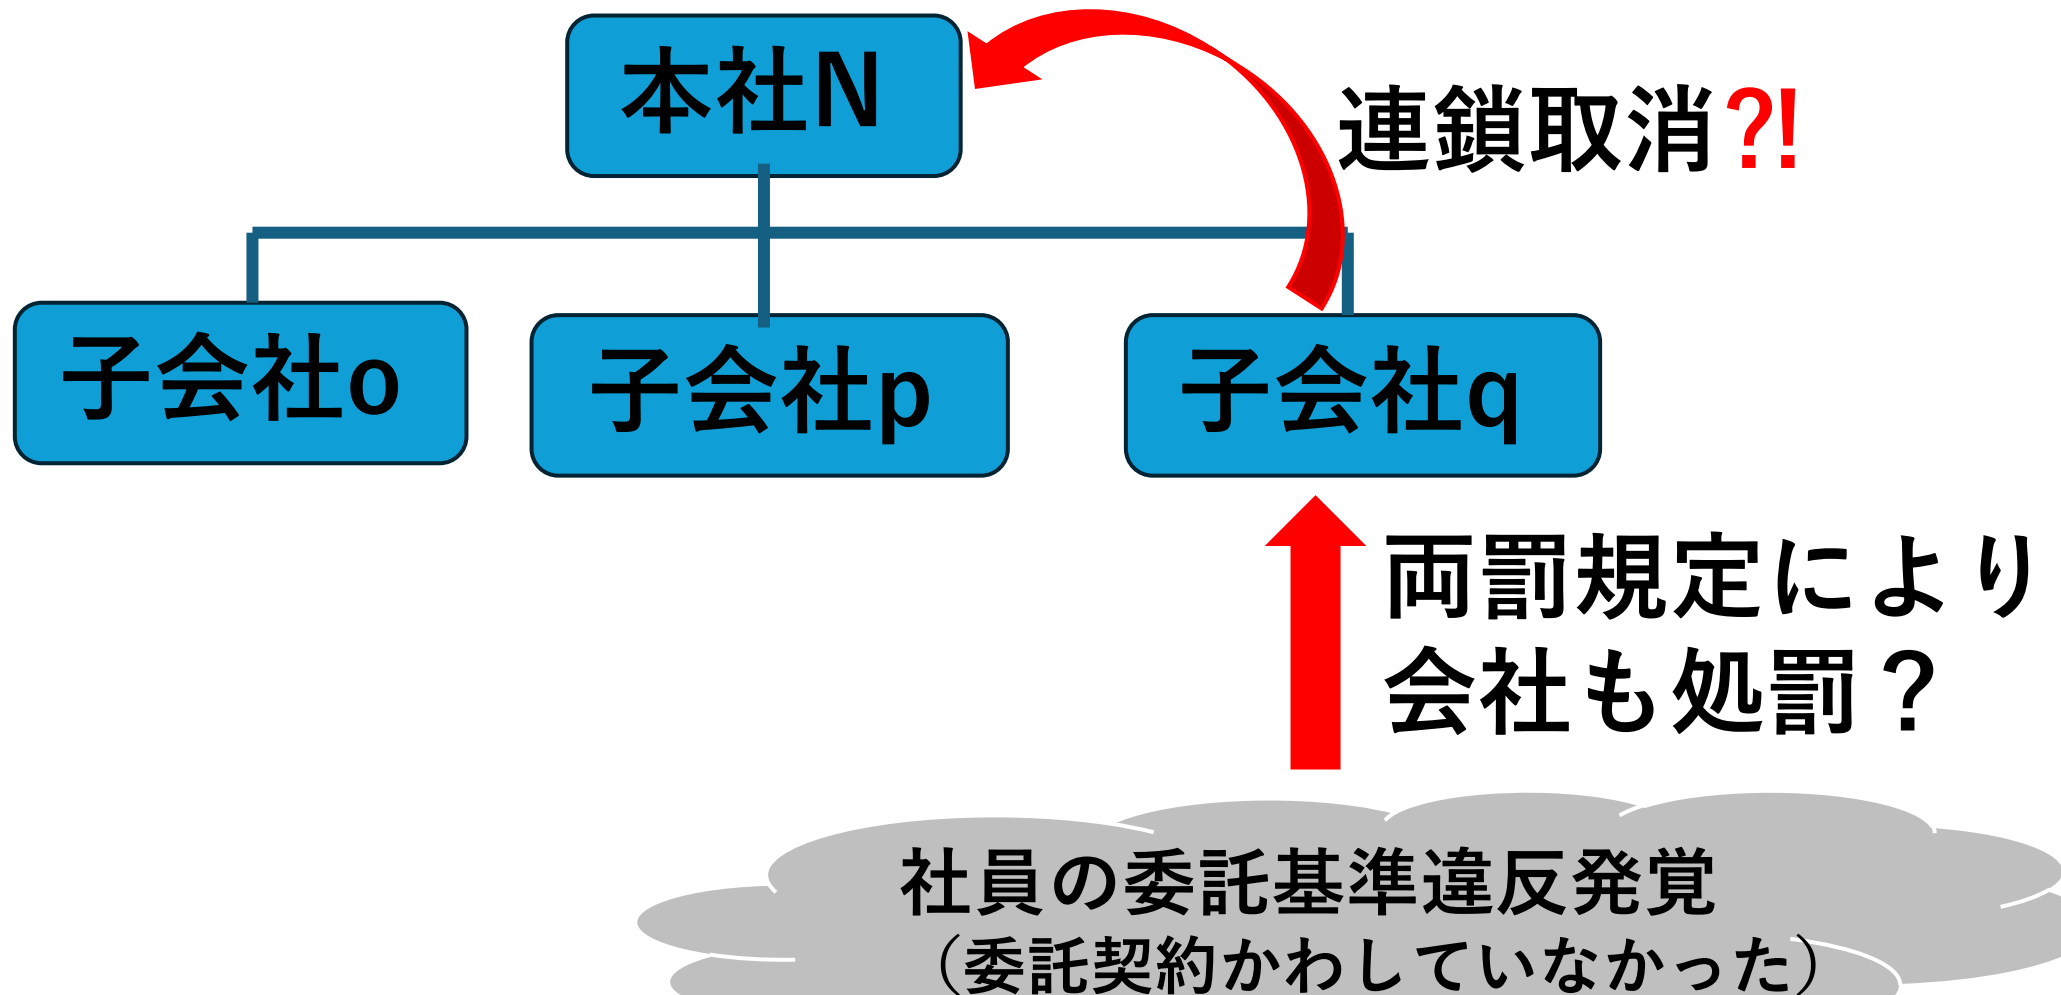 本社N
連鎖取消?!
子会社o
子会社p
子会社q
両罰規定により
会社も処罰？
社員の委託基準違反発覚
（委託契約かわしていなかった）